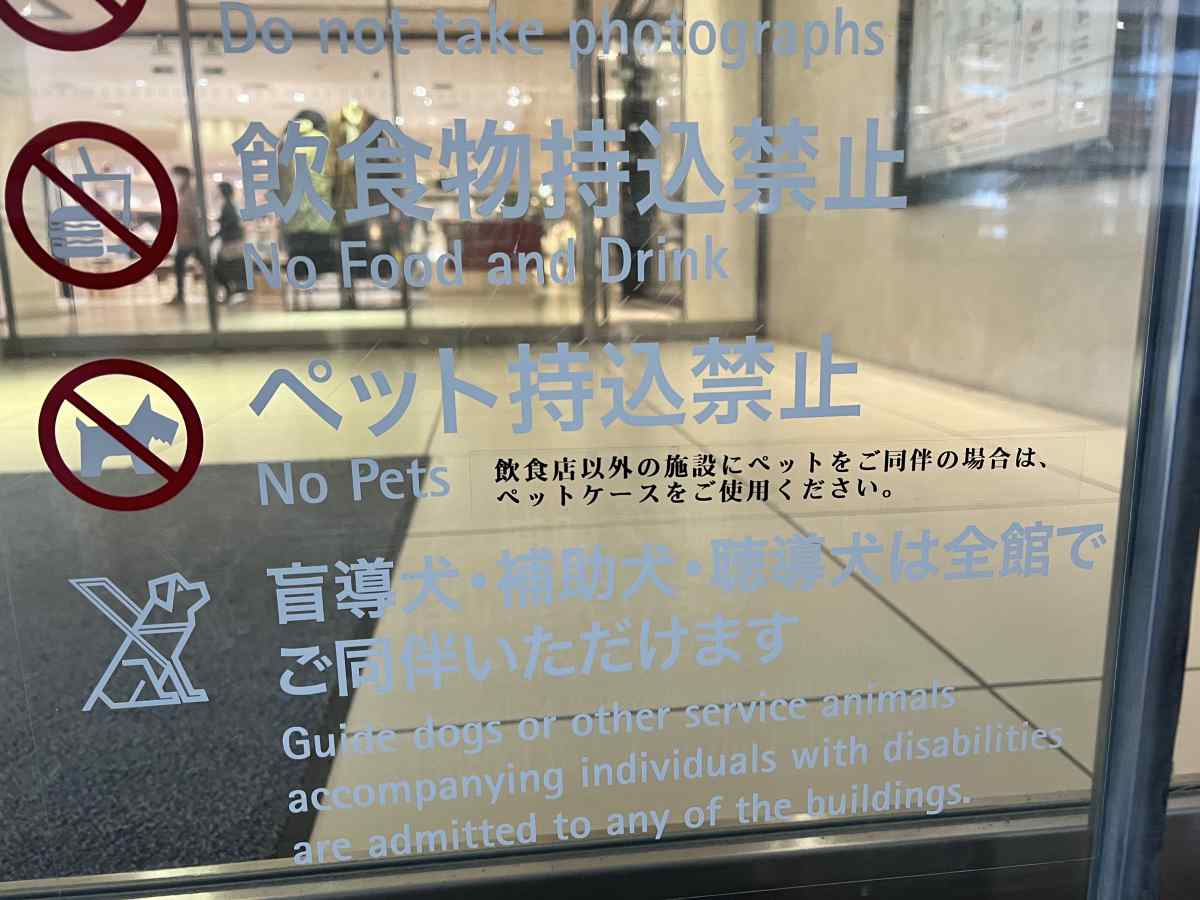 Do not take photographs
飲食物持込禁止
No Food and Drink
ペット持込禁止
No Pets
飲食店以外の施設にペットをご同伴の場合は、
ペットケースをご使用ください。
盲導犬・補助犬・聴導犬は全館で
ご同伴いただけます
Guide dogs or other service animals
accompanying individuals with disabilities
are admitted to any of the buildings.